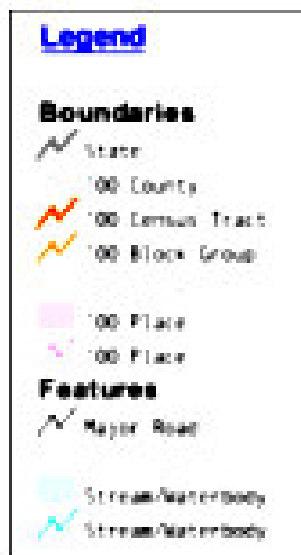 Legend
Boundaries
State
'00 County
'00 Census Tract
'00 Block Group
'00 Place
'00 Place
Features
Major Road
Stream/Waterbody
Stream/Waterbody